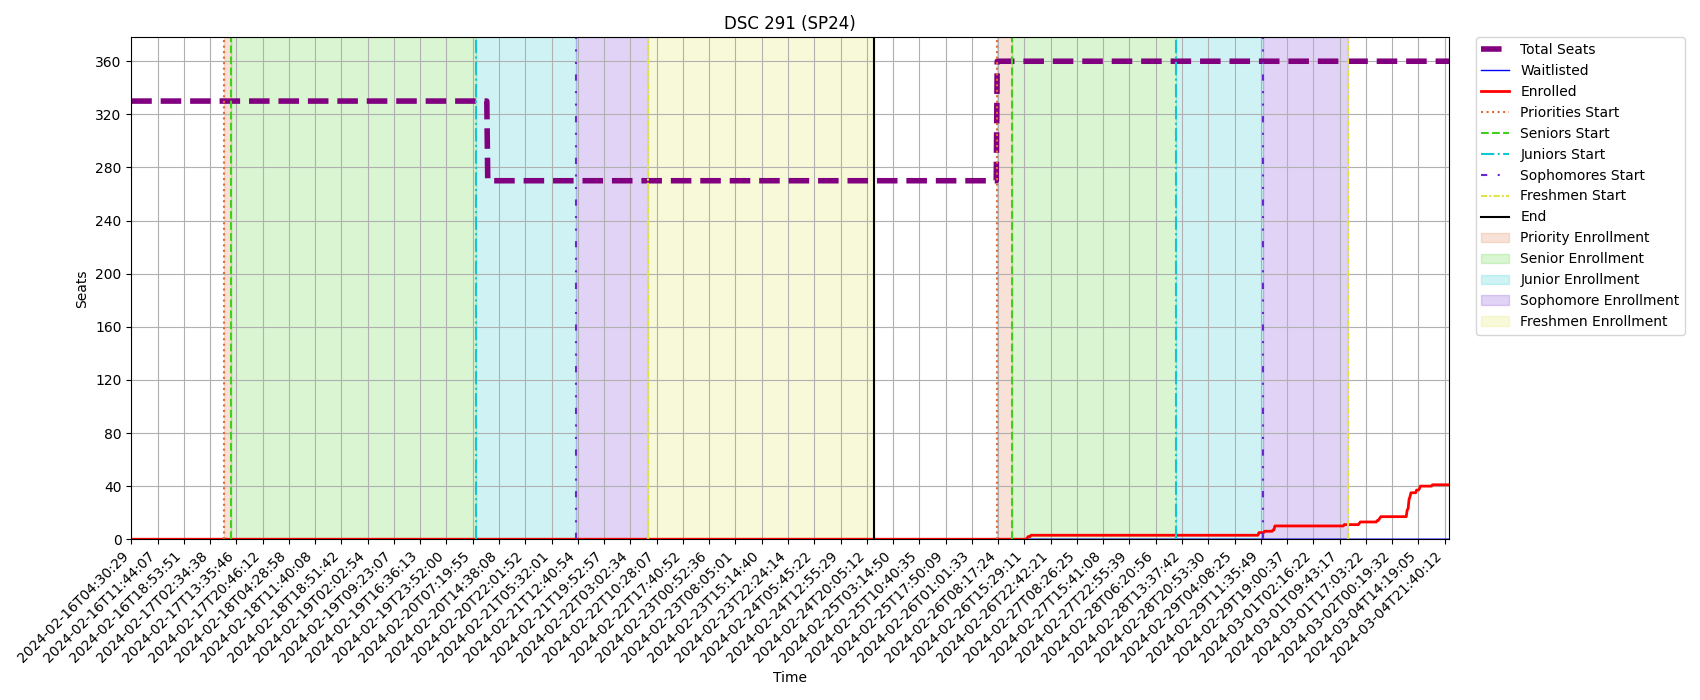 DSC 291 (SP24)
Seats
360
320
280
240
200
160
120
80
40
0
2024-02-16T04:30:29
2024-02-16T11:44:07
2024-02-16T18:53:51
2024-02-17T02:34:38
2024-02-17T13:35:46
2024-02-17T20:46:12
2024-02-18T04:28:58
2024-02-18T11:40:08
2024-02-18T18:51:42
2024-02-19T02:02:54
2024-02-19T09:23:07
2024-02-19T16:36:13
2024-02-19T23:52:00
2024-02-20T07:19:55
2024-02-20T14:38:08
2024-02-20T22:01:52
2024-02-21T05:32:01
2024-02-21T12:40:54
2024-02-21T19:52:57
2024-02-22T03:02:34
2024-02-22T10:28:07
2024-02-22T17:40:52
2024-02-23T00:52:36
2024-02-23T08:05:01
2024-02-23T15:14:40
2024-02-23T22:24:14
2024-02-24T05:45:22
2024-02-24T12:55:29
2024-02-24T20:05:12
2024-02-25T03:14:50
2024-02-25T10:40:35
2024-02-25T17:50:09
2024-02-26T01:01:33
2024-02-26T08:17:24
2024-02-26T15:29:11
2024-02-26T22:42:21
2024-02-27T08:26:25
2024-02-27T15:41:08
2024-02-27T22:55:39
2024-02-28T06:20:56
2024-02-28T13:37:42
2024-02-28T20:53:30
2024-02-29T04:08:25
2024-02-29T11:35:49
2024-02-29T19:00:37
2024-03-01T02:16:22
2024-03-01T09:43:17
2024-03-01T17:03:22
2024-03-02T00:19:32
2024-03-04T14:19:05
2024-03-04T21:40:12
Time
Total Seats
Waitlisted
Enrolled
Priorities Start
Seniors Start
Juniors Start
Sophomores Start
Freshmen Start
End
Priority Enrollment
Senior Enrollment
Junior Enrollment
Sophomore Enrollment
Freshmen Enrollment